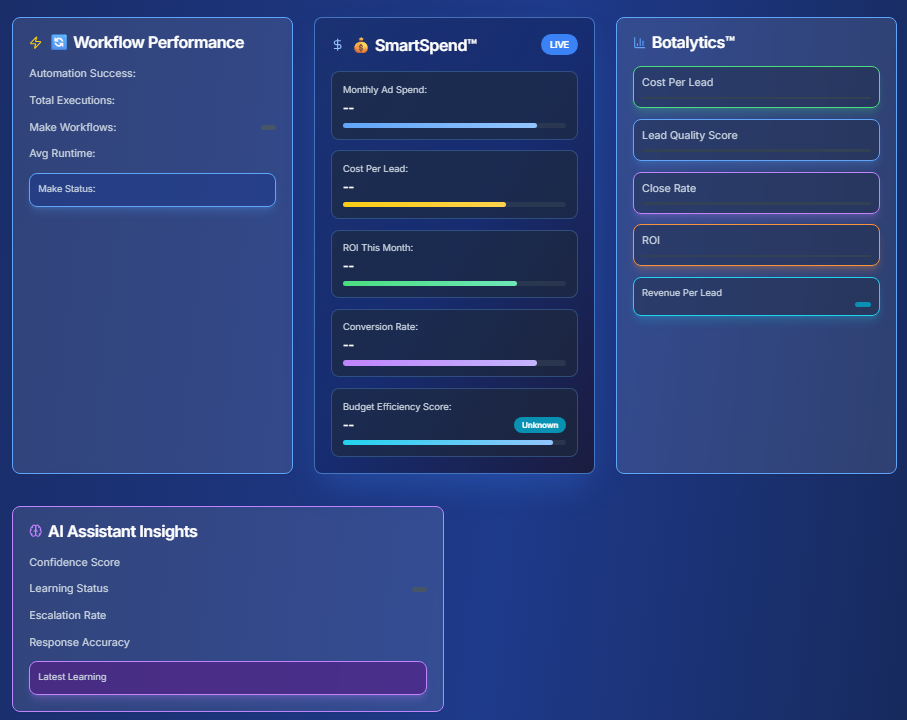 Workflow Performance
Automation Success:
Total Executions:
Make Workflows:
Avg Runtime:
Make Status:
SmartSpend™
LIVE
Monthly Ad Spend:
--
Cost Per Lead:
--
ROI This Month:
--
Conversion Rate:
--
Budget Efficiency Score:
--
Unknown
Botalytics™
Cost Per Lead
Lead Quality Score
Close Rate
ROI
Revenue Per Lead
AI Assistant Insights
Confidence Score
Learning Status
Escalation Rate
Response Accuracy
Latest Learning